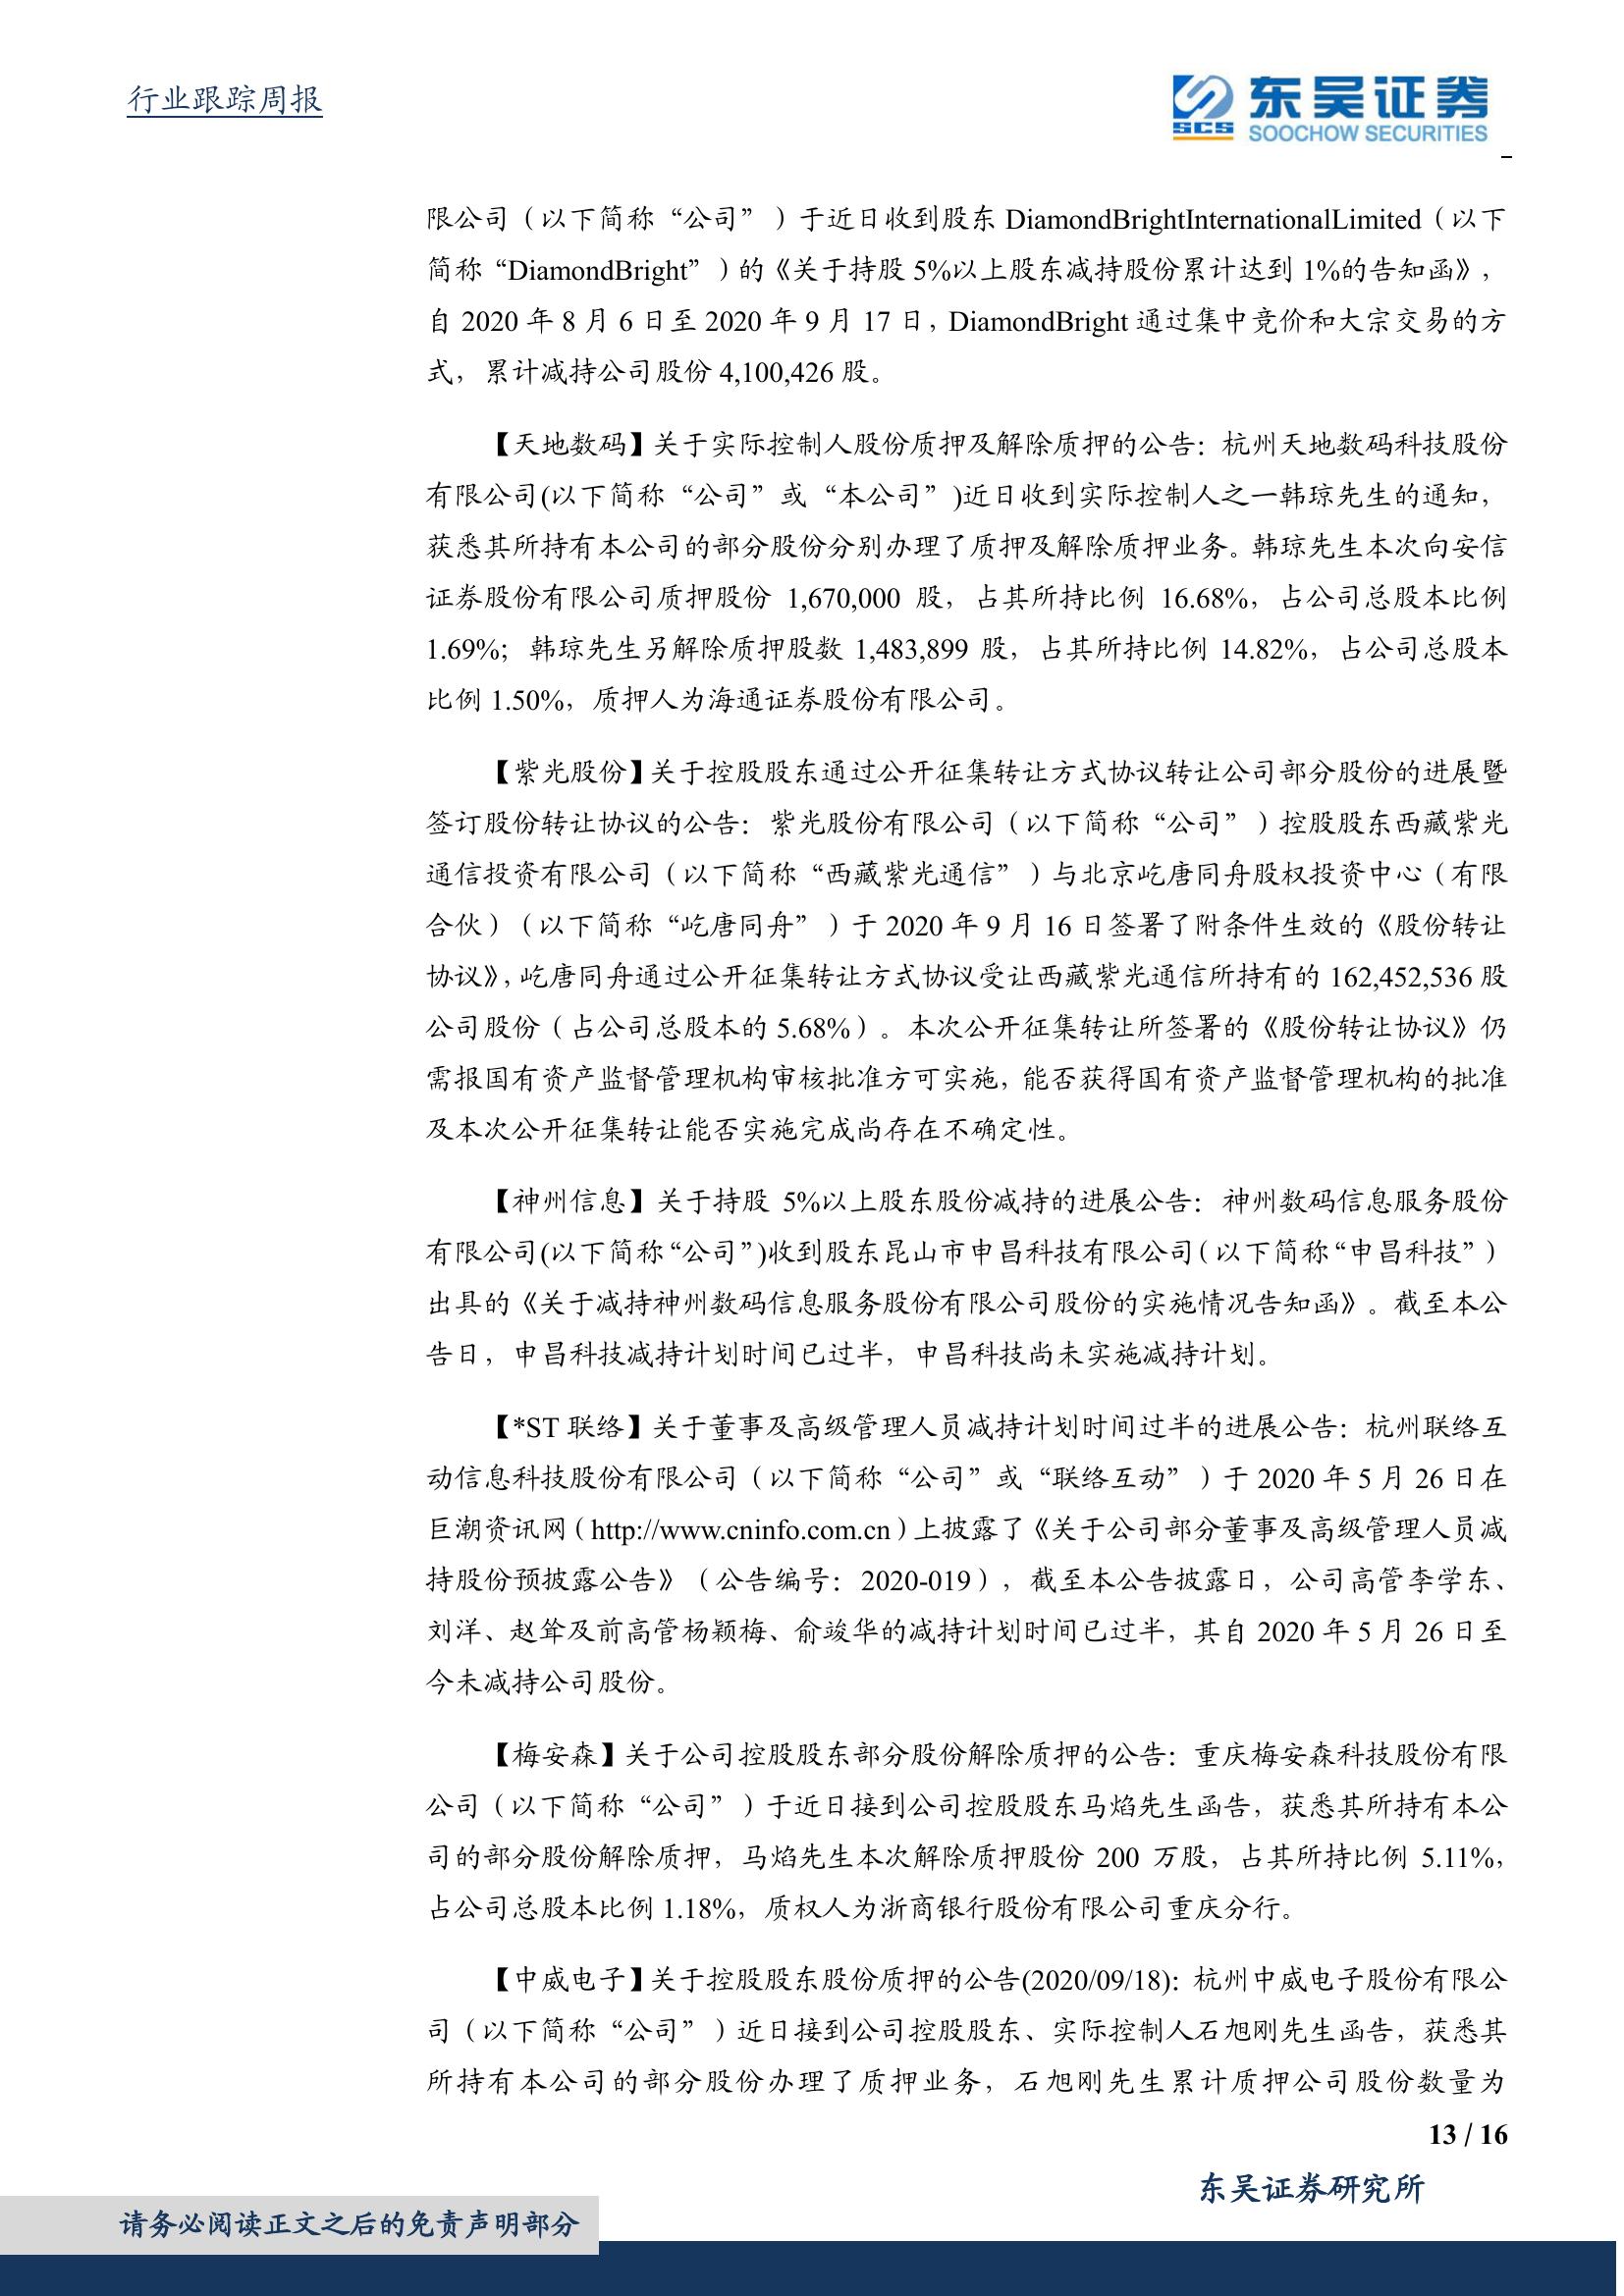 行业跟踪周报
东吴证券
SCS
SOOCHOW SECURITIES
限公司（以下简称“公司”）于近日收到股东 DiamondBrightInternationalLimited（以下
简称“DiamondBright”）的《关于持股 5%以上股东减持股份累计达到 1%的告知函》，
自 2020 年 8 月 6 日至 2020 年 9 月 17 日，DiamondBright 通过集中竞价和大宗交易的方
式，累计减持公司股份 4,100,426 股。
【天地数码】关于实际控制人股份质押及解除质押的公告：杭州天地数码科技股份
有限公司(以下简称“公司”或“本公司”)近日收到实际控制人之一韩琼先生的通知，
获悉其所持有本公司的部分股份分别办理了质押及解除质押业务。韩琼先生本次向安信
证券股份有限公司质押股份 1,670,000 股，占其所持比例 16.68%，占公司总股本比例
1.69%；韩琼先生另解除质押股数 1,483,899 股，占其所持比例 14.82%，占公司总股本
比例 1.50%，质押人为海通证券股份有限公司。
【紫光股份】关于控股股东通过公开征集转让方式协议转让公司部分股份的进展暨
签订股份转让协议的公告：紫光股份有限公司（以下简称“公司”）控股股东西藏紫光
通信投资有限公司（以下简称“西藏紫光通信”）与北京屹唐同舟股权投资中心（有限
合伙）（以下简称“屹唐同舟”）于 2020 年 9 月 16 日签署了附条件生效的《股份转让
协议》，屹唐同舟通过公开征集转让方式协议受让西藏紫光通信所持有的 162,452,536 股
公司股份（占公司总股本的 5.68%）。本次公开征集转让所签署的《股份转让协议》仍
需报国有资产监督管理机构审核批准方可实施，能否获得国有资产监督管理机构的批准
及本次公开征集转让能否实施完成尚存在不确定性。
【神州信息】关于持股 5%以上股东股份减持的进展公告：神州数码信息服务股份
有限公司(以下简称“公司”)收到股东昆山市申昌科技有限公司（以下简称“申昌科技”）
出具的《关于减持神州数码信息服务股份有限公司股份的实施情况告知函》。截至本公
告日，申昌科技减持计划时间已过半，申昌科技尚未实施减持计划。
【*ST 联络】关于董事及高级管理人员减持计划时间过半的进展公告：杭州联络互
动信息科技股份有限公司（以下简称“公司”或“联络互动”）于 2020 年 5 月 26 日在
巨潮资讯网（http://www.cninfo.com.cn）上披露了《关于公司部分董事及高级管理人员减
持股份预披露公告》（公告编号：2020-019），截至本公告披露日，公司高管李学东、
刘洋、赵耸及前高管杨颖梅、俞竣华的减持计划时间已过半，其自 2020 年 5 月 26 日至
今未减持公司股份。
【梅安森】关于公司控股股东部分股份解除质押的公告：重庆梅安森科技股份有限
公司（以下简称“公司”）于近日接到公司控股股东马焰先生函告，获悉其所持有本公
司的部分股份解除质押，马焰先生本次解除质押股份 200 万股，占其所持比例 5.11%，
占公司总股本比例 1.18%，质权人为浙商银行股份有限公司重庆分行。
【中威电子】关于控股股东股份质押的公告(2020/09/18)：杭州中威电子股份有限公
司（以下简称“公司”）近日接到公司控股股东、实际控制人石旭刚先生函告，获悉其
所持有本公司的部分股份办理了质押业务，石旭刚先生累计质押公司股份数量为
13 / 16
东吴证券研究所
请务必阅读正文之后的免责声明部分